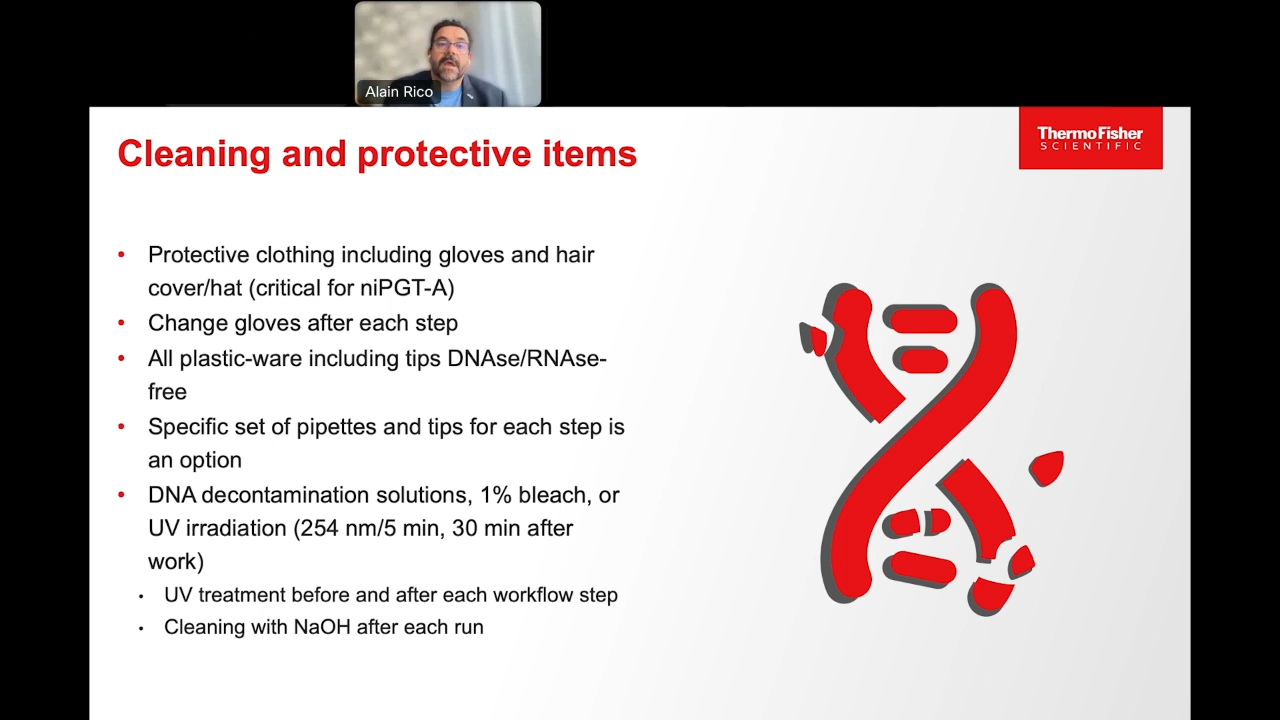 Alain Rico
ThermoFisher
SCIENTIFIC
Cleaning and protective items
• Protective clothing including gloves and hair
cover/hat (critical for niPGT-A)
• Change gloves after each step
• All plastic-ware including tips DNAse/RNAse-
free
• Specific set of pipettes and tips for each step is
an option
• DNA decontamination solutions, 1% bleach, or
UV irradiation (254 nm/5 min, 30 min after
work)
• UV treatment before and after each workflow step
• Cleaning with NaOH after each run